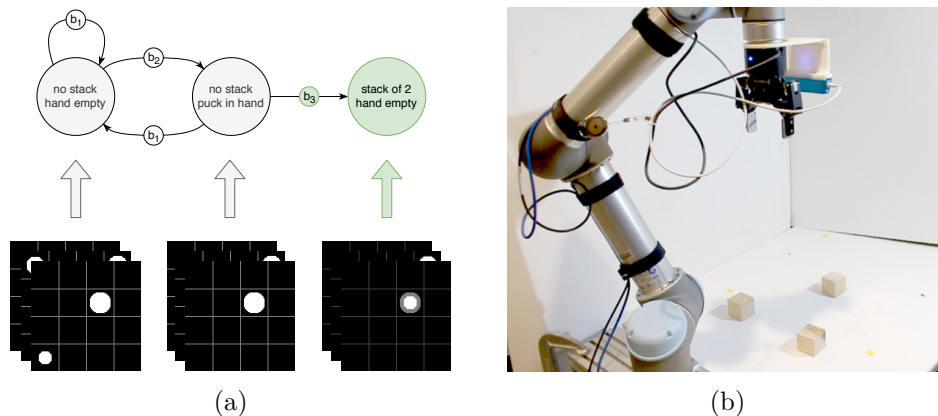 b₁
b₂
no stack
hand empty
no stack
puck in hand
b₃
stack of 2
hand empty
b₁
(a)
(b)